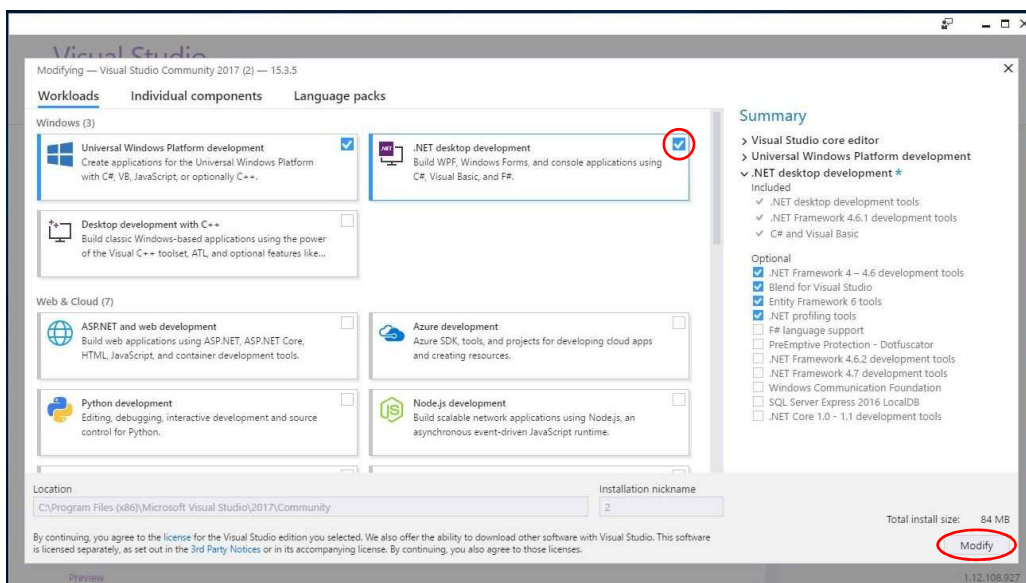 Visual Studio
Modifying — Visual Studio Community 2017 (2) — 15.3.5
Workloads Individual components Language packs
Windows (3)
Universal Windows Platform development
Create applications for the Universal Windows Platform
with C#, VB, JavaScript, or optionally C++.
.NET desktop development
Build WPF, Windows Forms, and console applications using
C#, Visual Basic, and F#.
Desktop development with C++
Build classic Windows-based applications using the power
of the Visual C++ toolset, ATL, and optional features like...
Web & Cloud (7)
ASP.NET and web development
Build web applications using ASP.NET, ASP.NET Core,
HTML, JavaScript, and container development tools.
Azure development
Azure SDK, tools, and projects for developing cloud apps
and creating resources.
Python development
Editing, debugging, interactive development and source
control for Python.
Node.js development
Build scalable network applications using Node.js, an
asynchronous event-driven JavaScript runtime.
Summary
Visual Studio core editor
Universal Windows Platform development
.NET desktop development *
Included
.NET desktop development tools
.NET Framework 4.6.1 development tools
C# and Visual Basic
Optional
.NET Framework 4 – 4.6 development tools
Blend for Visual Studio
Entity Framework 6 tools
.NET profiling tools
F# language support
PreEmptive Protection - Dotfuscator
.NET Framework 4.6.2 development tools
.NET Framework 4.7 development tools
Windows Communication Foundation
SQL Server Express 2016 LocalDB
.NET Core 1.0 - 1.1 development tools
Location
C:\Program Files (x86)\Microsoft Visual Studio\2017\Community
Installation nickname
2
By continuing, you agree to the license for the Visual Studio edition you selected. We also offer the ability to download other software with Visual Studio. This software
is licensed separately, as set out in the 3rd Party Notices or in its accompanying license. By continuing, you also agree to those licenses.
Total install size: 84 MB
Modify
Preview
1.12.108.927